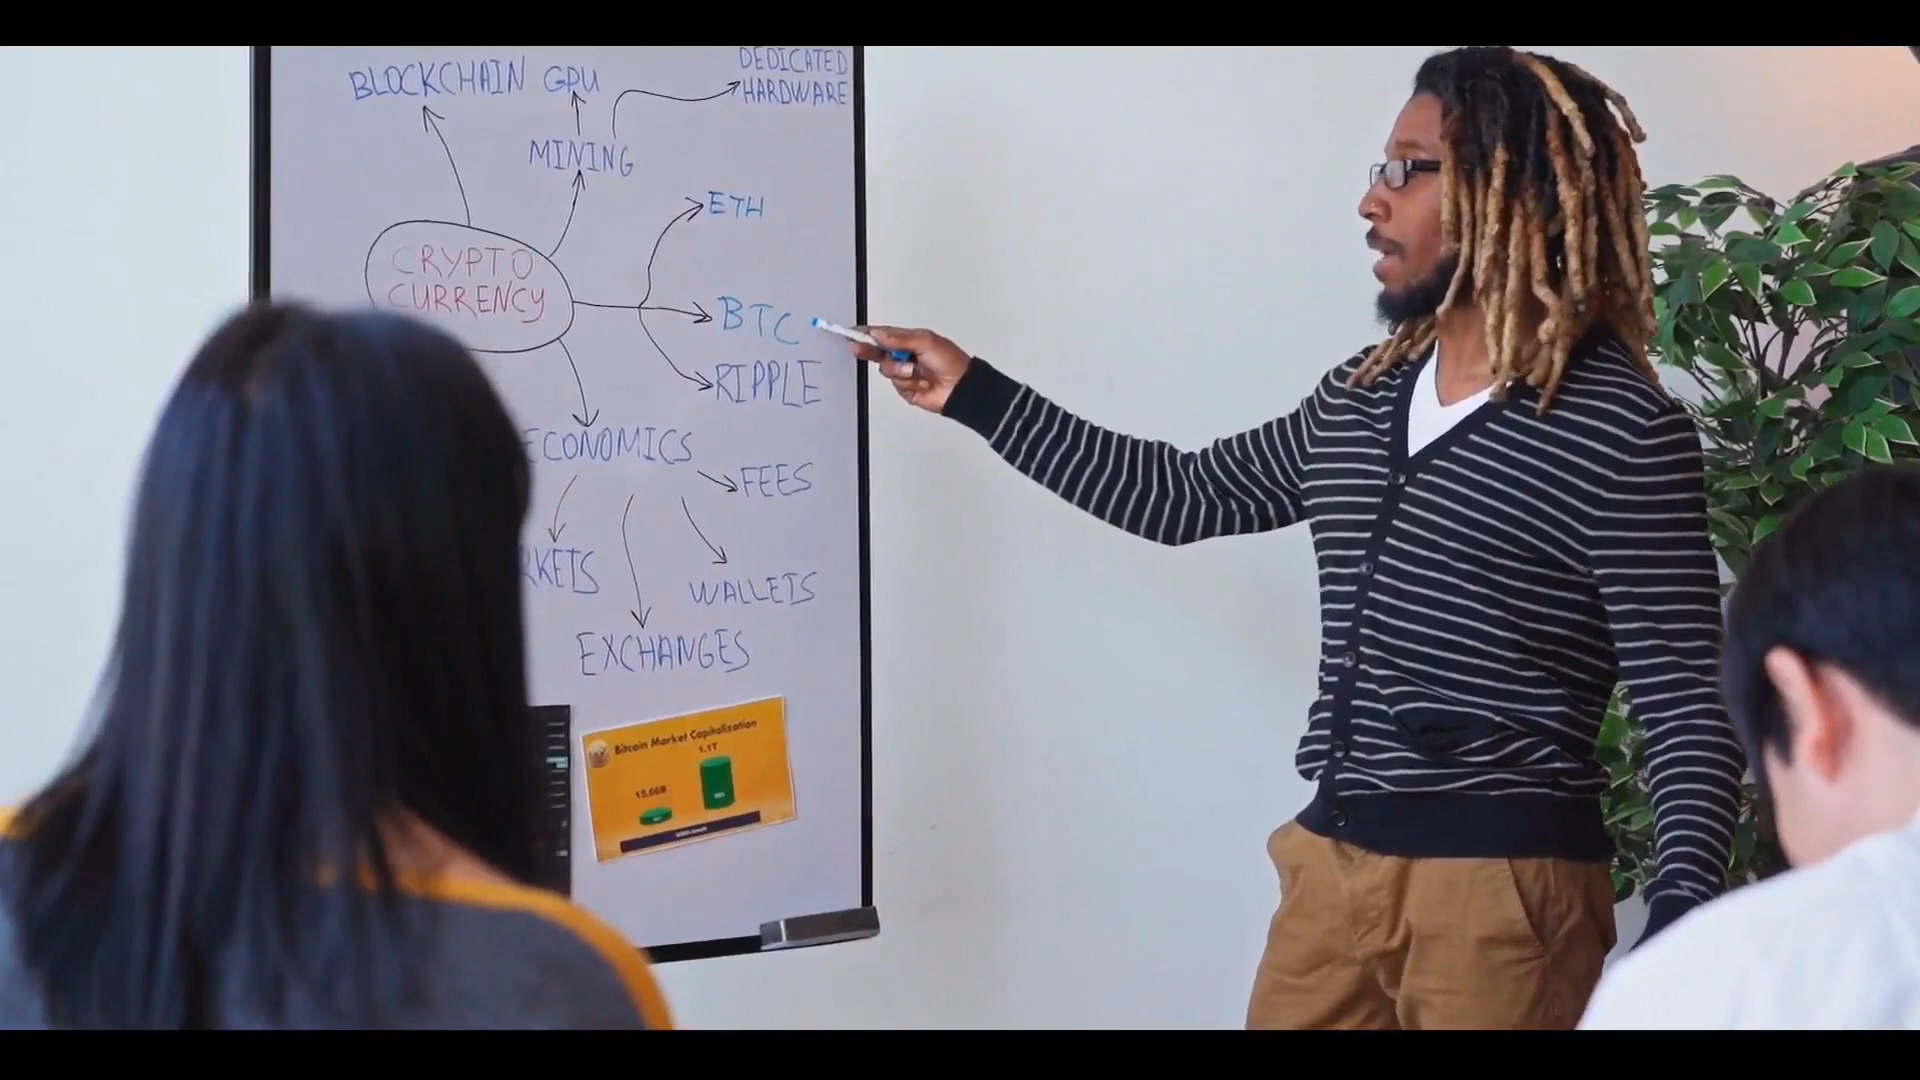 BLOCKCHAIN GPU
DEDICATED
HARDWARE
MINING
ETH
CRYPTO
CURRENCY
BTC
RIPPLE
ECONOMICS
FEES
RKETS
WALLETS
EXCHANGES
Bitcoin Market Capitalization
1.1T
15.66B